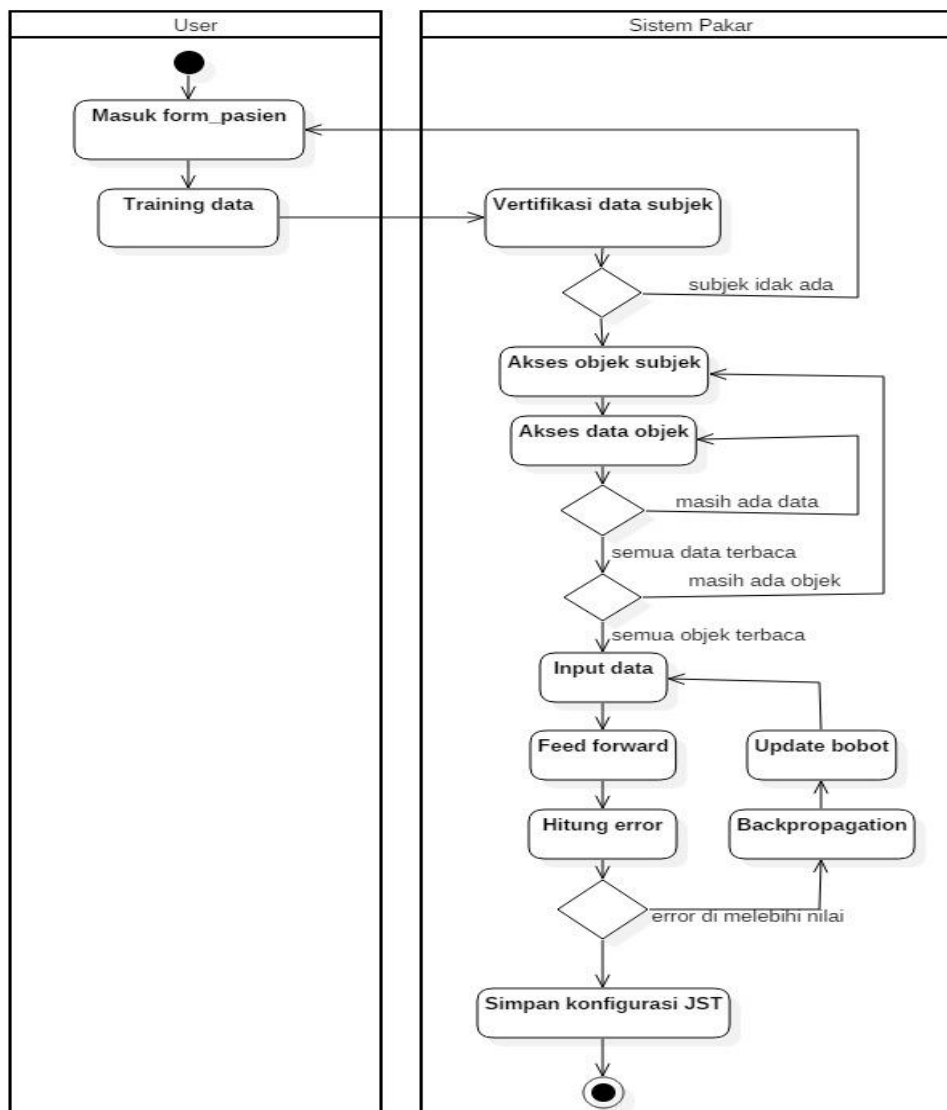 User
Sistem Pakar
Masuk form_pasien
Training data
Vertifikasi data subjek
subjek idak ada
Akses objek subjek
Akses data objek
masih ada data
semua data terbaca
masih ada objek
semua objek terbaca
Input data
Feed forward
Update bobot
Hitung error
Backpropagation
error di melebihi nilai
Simpan konfigurasi JST